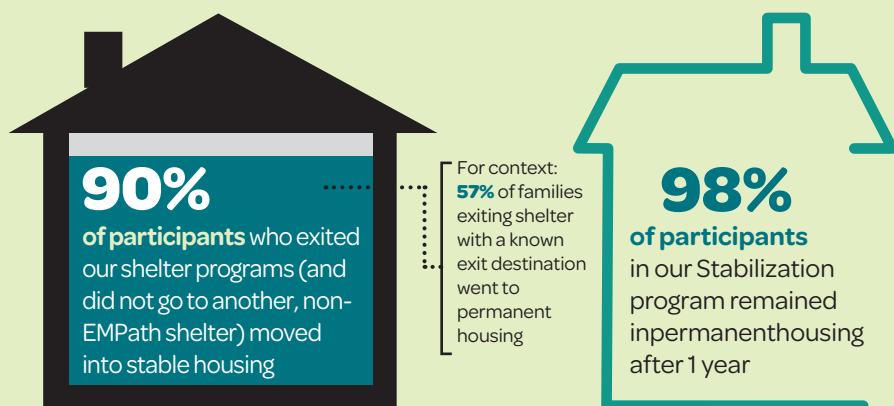 90%
of participants who exited
our shelter programs (and
did not go to another, non-
EMPath shelter) moved
into stable housing
For context:
57% of families
exiting shelter
with a known
exit destination
went to
permanent
housing
98%
of participants
in our Stabilization
program remained
inpermanenthousing
after 1 year